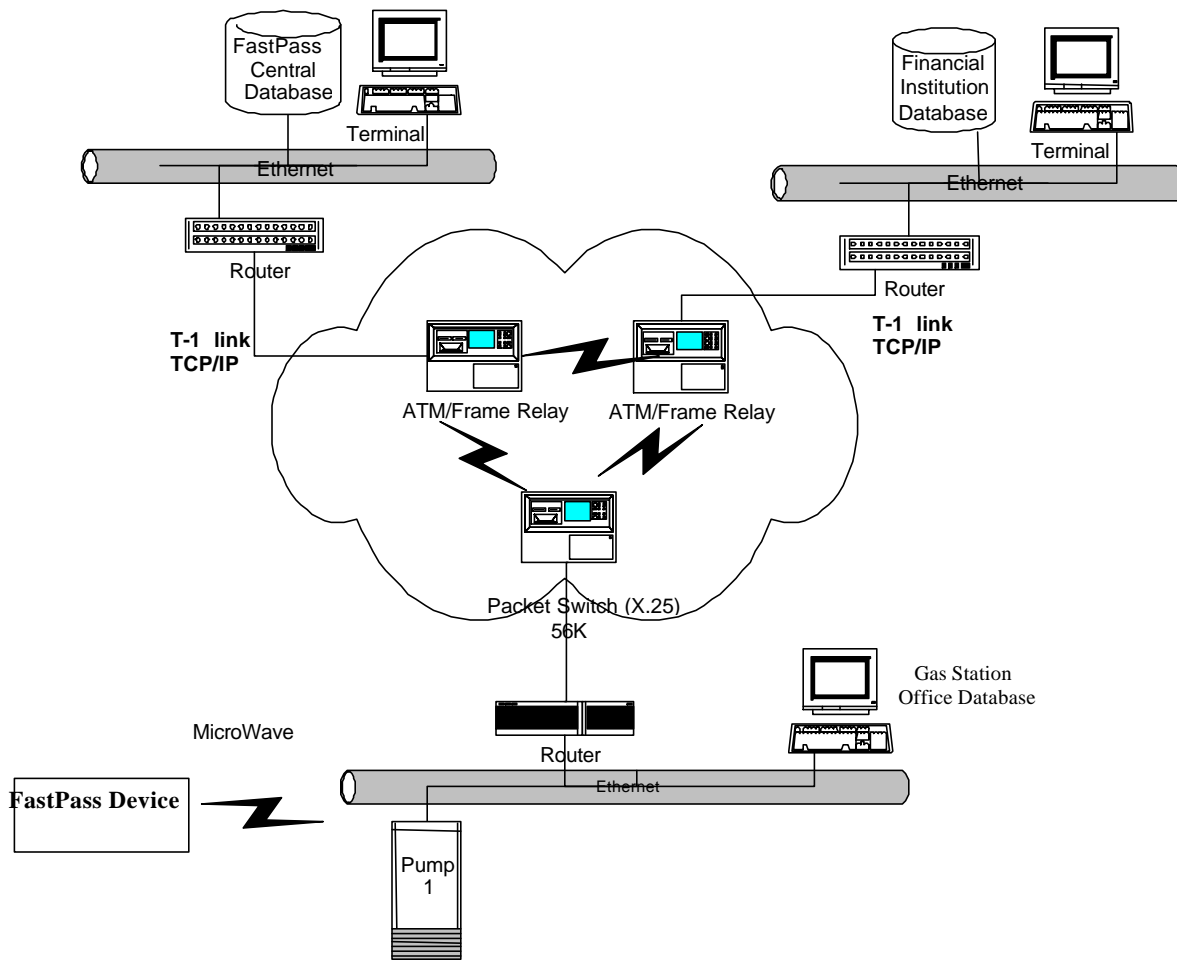 FastPass
Central
Database
Terminal
Ethernet
Router
T-1 link
TCP/IP
Financial
Institution
Database
Terminal
Ethernet
Router
T-1 link
TCP/IP
ATM/Frame Relay
ATM/Frame Relay
Packet Switch (X.25)
56K
Gas Station
Office Database
MicroWave
Router
Ethernet
FastPass Device
Pump
1